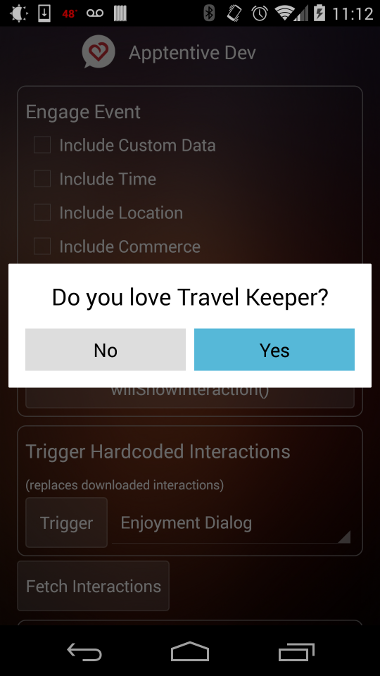 48°
11:12
Apptentive Dev
Engage Event
Include Custom Data
Include Time
Include Location
Include Commerce
Do you love Travel Keeper?
No
Yes
willShowInteraction()
Trigger Hardcoded Interactions
(replaces downloaded interactions)
Trigger
Enjoyment Dialog
Fetch Interactions